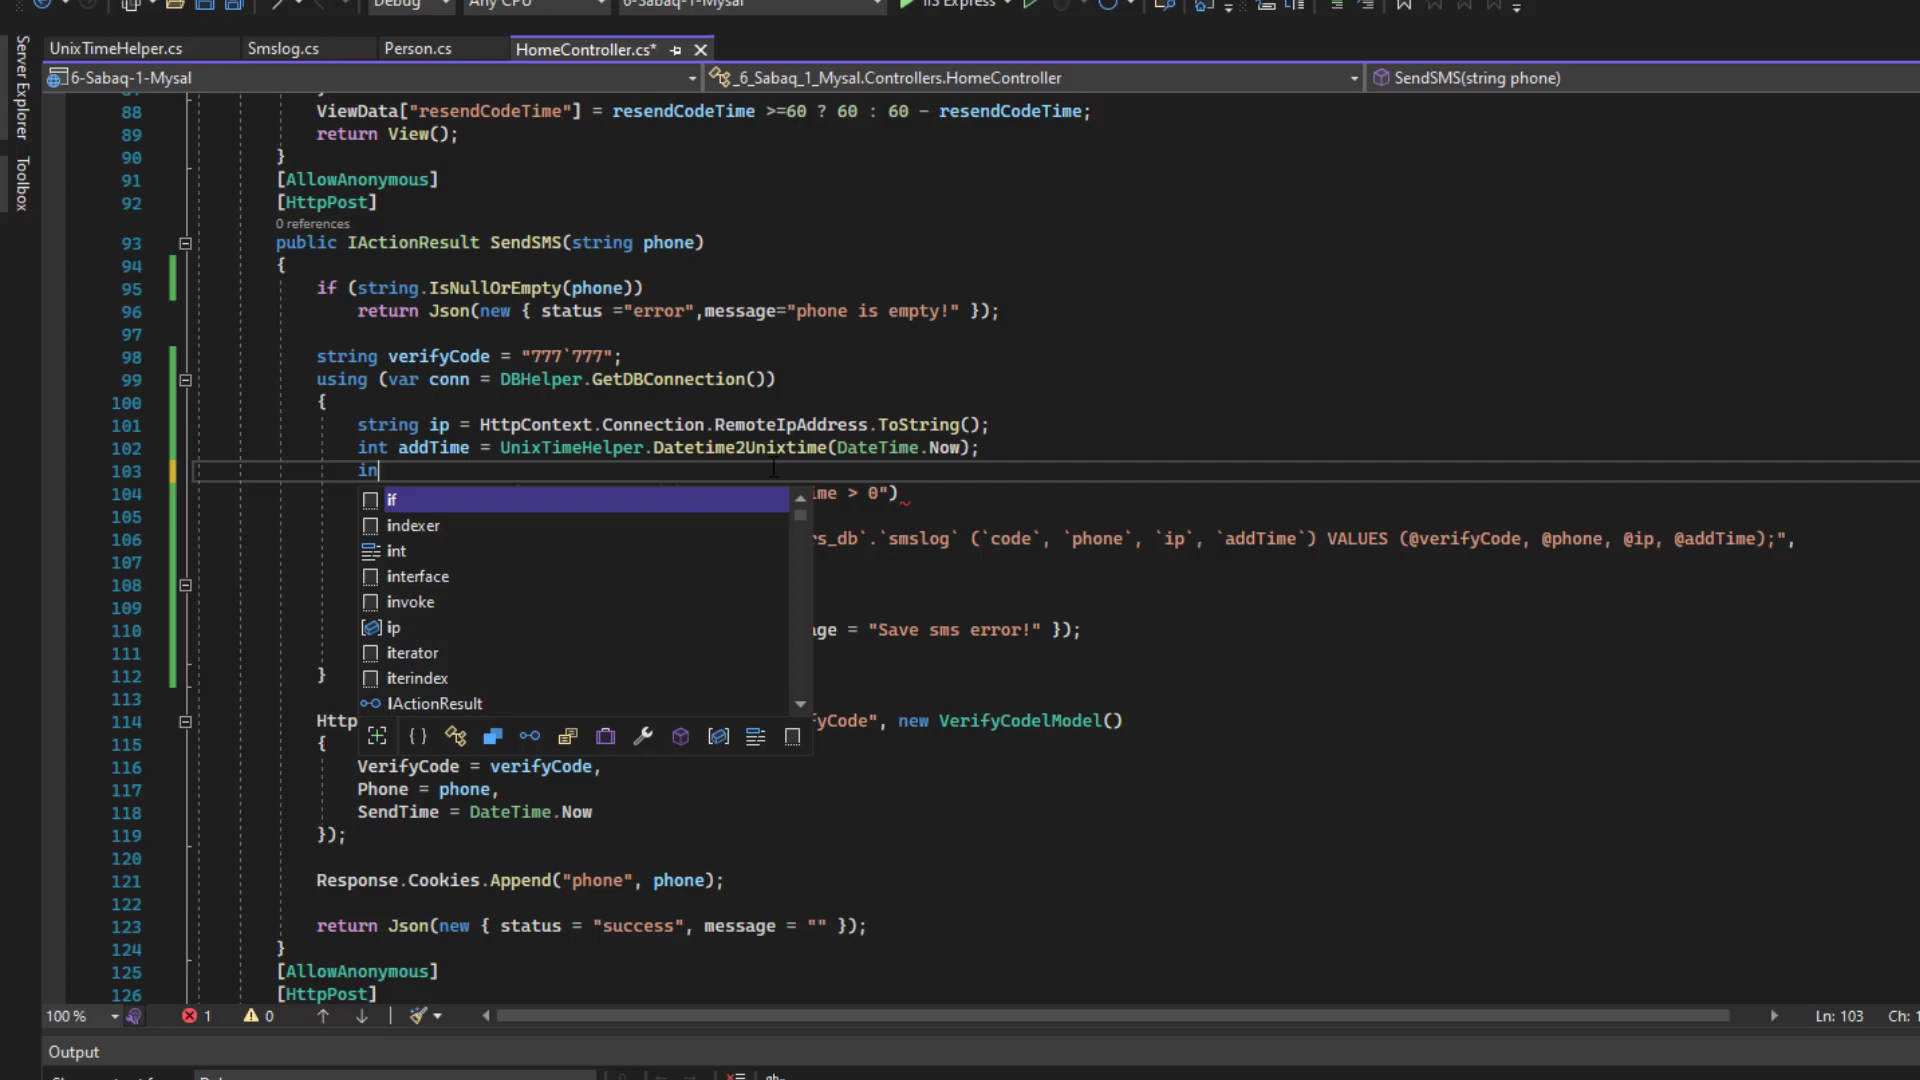 Debug
Any CPU
6-Sabaq-1-Mysal
IIS Express
UnixTimeHelper.cs
Smslog.cs
Person.cs
HomeController.cs*
Server Explorer
Toolbox
6-Sabaq-1-Mysal
_6_Sabaq_1_Mysal.Controllers.HomeController
SendSMS(string phone)
88 ViewData["resendCodeTime"] = resendCodeTime >=60 ? 60 : 60 - resendCodeTime;
89 return View();
90 }
91 [AllowAnonymous]
92 [HttpPost]
0 references
93 public IActionResult SendSMS(string phone)
94 {
95 if (string.IsNullOrEmpty(phone))
96 return Json(new { status ="error",message="phone is empty!" });
97
98 string verifyCode = "777`777";
99 using (var conn = DBHelper.GetDBConnection())
100 {
101 string ip = HttpContext.Connection.RemoteIpAddress.ToString();
102 int addTime = UnixTimeHelper.Datetime2Unixtime(DateTime.Now);
103 in
104 ime > 0")
105
106 rs_db`.`smslog` (`code`, `phone`, `ip`, `addTime`) VALUES (@verifyCode, @phone, @ip, @addTime);",
107
108
109
110 age = "Save sms error!" });
111
112 }
113
114 Http fyCode", new VerifyCodelModel()
115 {
116 VerifyCode = verifyCode,
117 Phone = phone,
118 SendTime = DateTime.Now
119 });
120
121 Response.Cookies.Append("phone", phone);
122
123 return Json(new { status = "success", message = "" });
124 }
125 [AllowAnonymous]
126 [HttpPost]
if
indexer
int
interface
invoke
ip
iterator
iterindex
IActionResult
100 %
1
0
Ln: 103
Ch: 1
Output